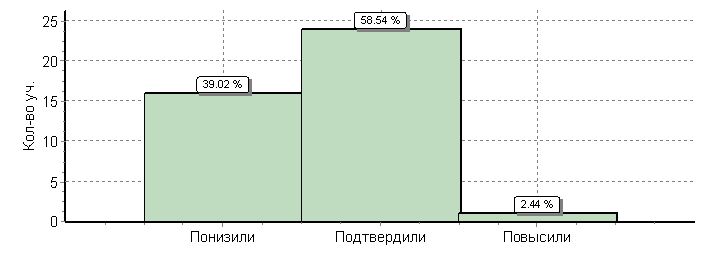 Кол-во уч.
25
20
15
10
5
0
39.02 %
58.54 %
2.44 %
Понизили
Подтвердили
Повысили